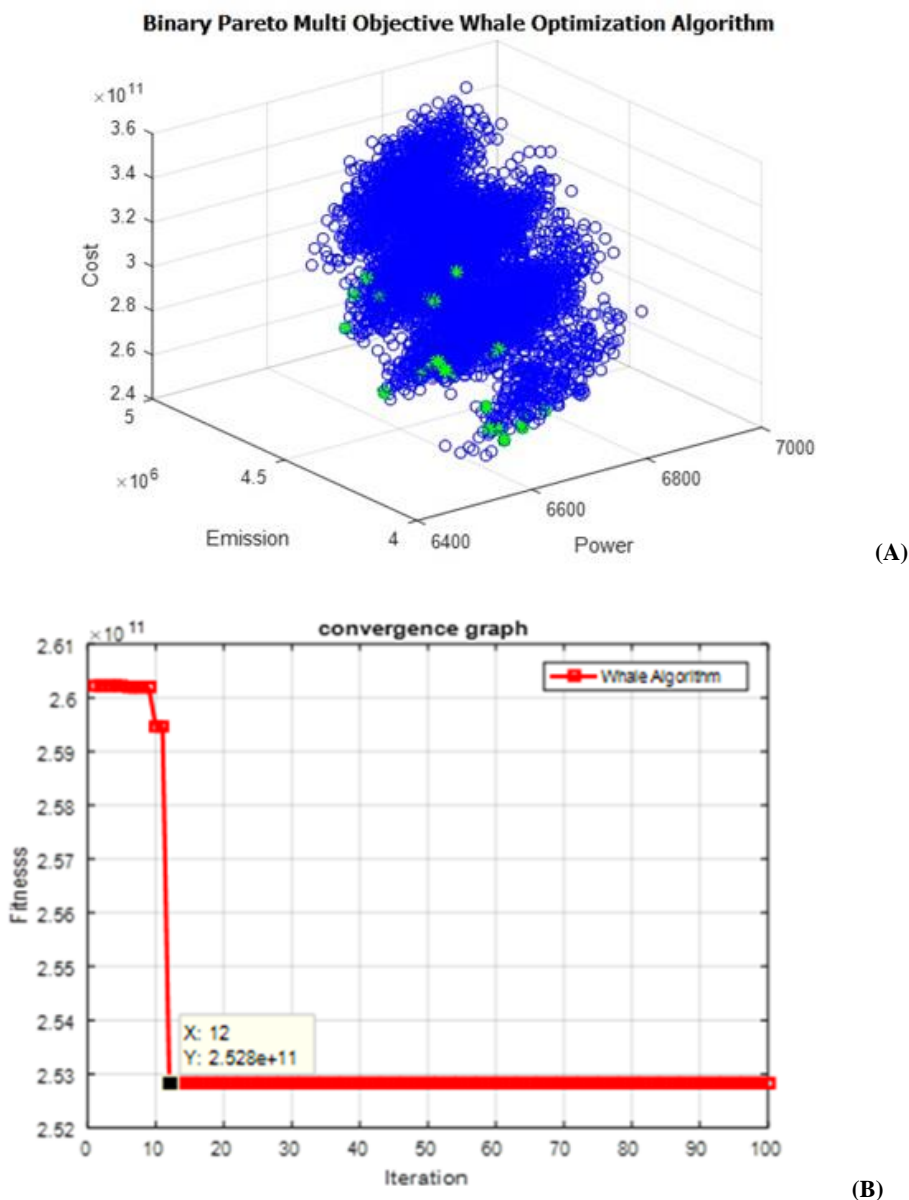 Binary Pareto Multi Objective Whale Optimization Algorithm
×10^11
3.6
3.4
3.2
3
2.8
2.6
2.4
Cost
5
4.5
4
×10^6
Emission
6400
6600
6800
7000
Power
(A)
convergence graph
×10^11
2.61
2.6
2.59
2.58
2.57
2.56
2.55
2.54
2.53
2.52
Fitnesss
Whale Algorithm
X: 12
Y: 2.528e+11
0 10 20 30 40 50 60 70 80 90 100
Iteration
(B)